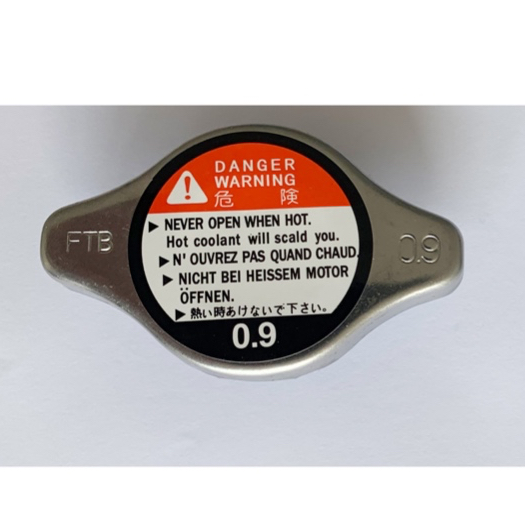 DANGER
WARNING
危 険
▶ NEVER OPEN WHEN HOT.
Hot coolant will scald you.
▶ N' OUVREZ PAS QUAND CHAUD.
▶ NICHT BEI HEISSEM MOTOR
ÖFFNEN.
▶ 熱い時あけないで下さい。
0.9
FTB
0.9